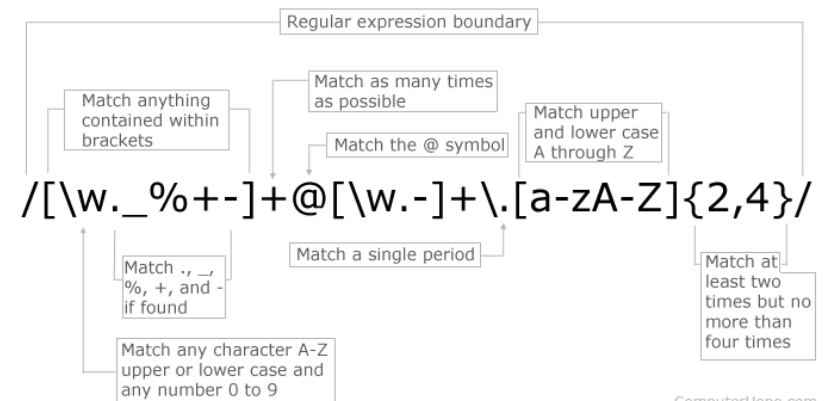 Regular expression boundary
Match as many times
as possible
Match anything
contained within
brackets
Match upper
and lower case
A through Z
Match the @ symbol
/[\w._%+-]+@[\w.-]+\.[a-zA-Z]{2,4}/
Match a single period
Match ., _,
%, +, and -
if found
Match at
least two
times but no
more than
four times
Match any character A-Z
upper or lower case and
any number 0 to 9
ComputerHope.com